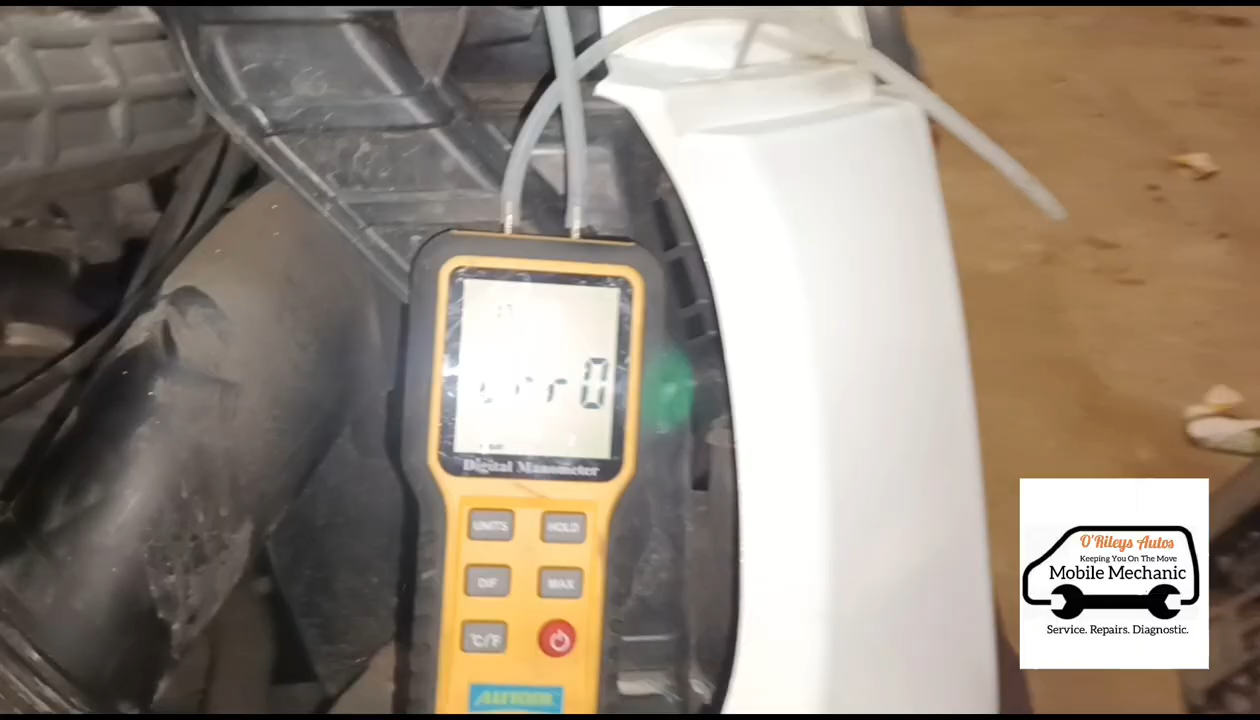 Err0
Digital Manometer
UNITS
HOLD
DIF
MAX
°C/°F
O'Rileys Autos
Keeping You On The Move
Mobile Mechanic
Service. Repairs. Diagnostic.